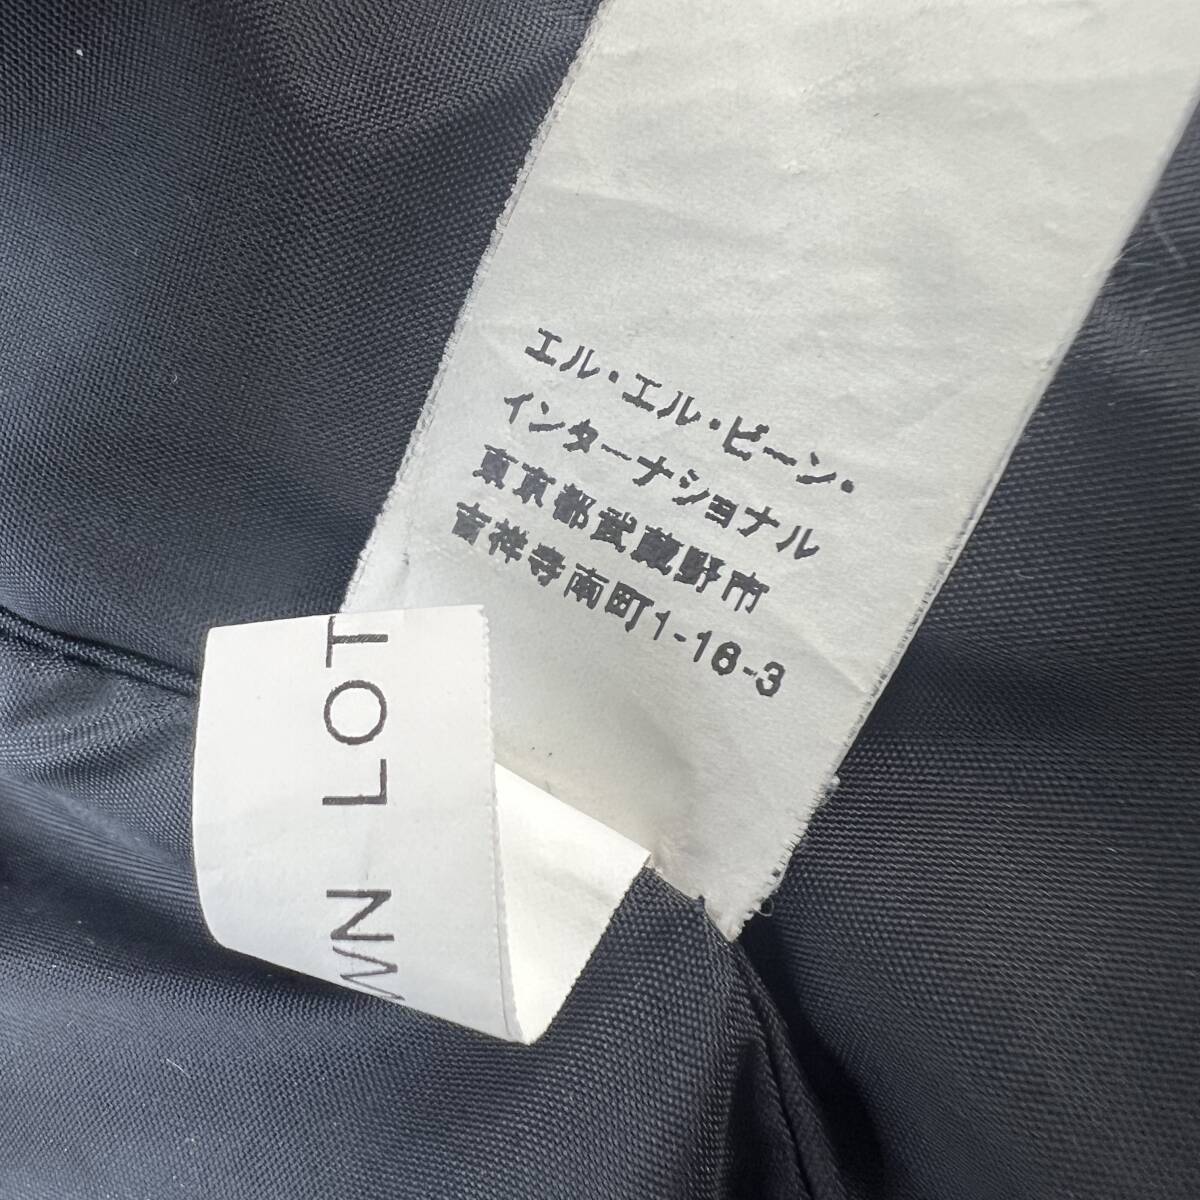 エル・エル・ビーン・
インターナショナル
東京都武蔵野市
吉祥寺南町1-16-3
WN LOT